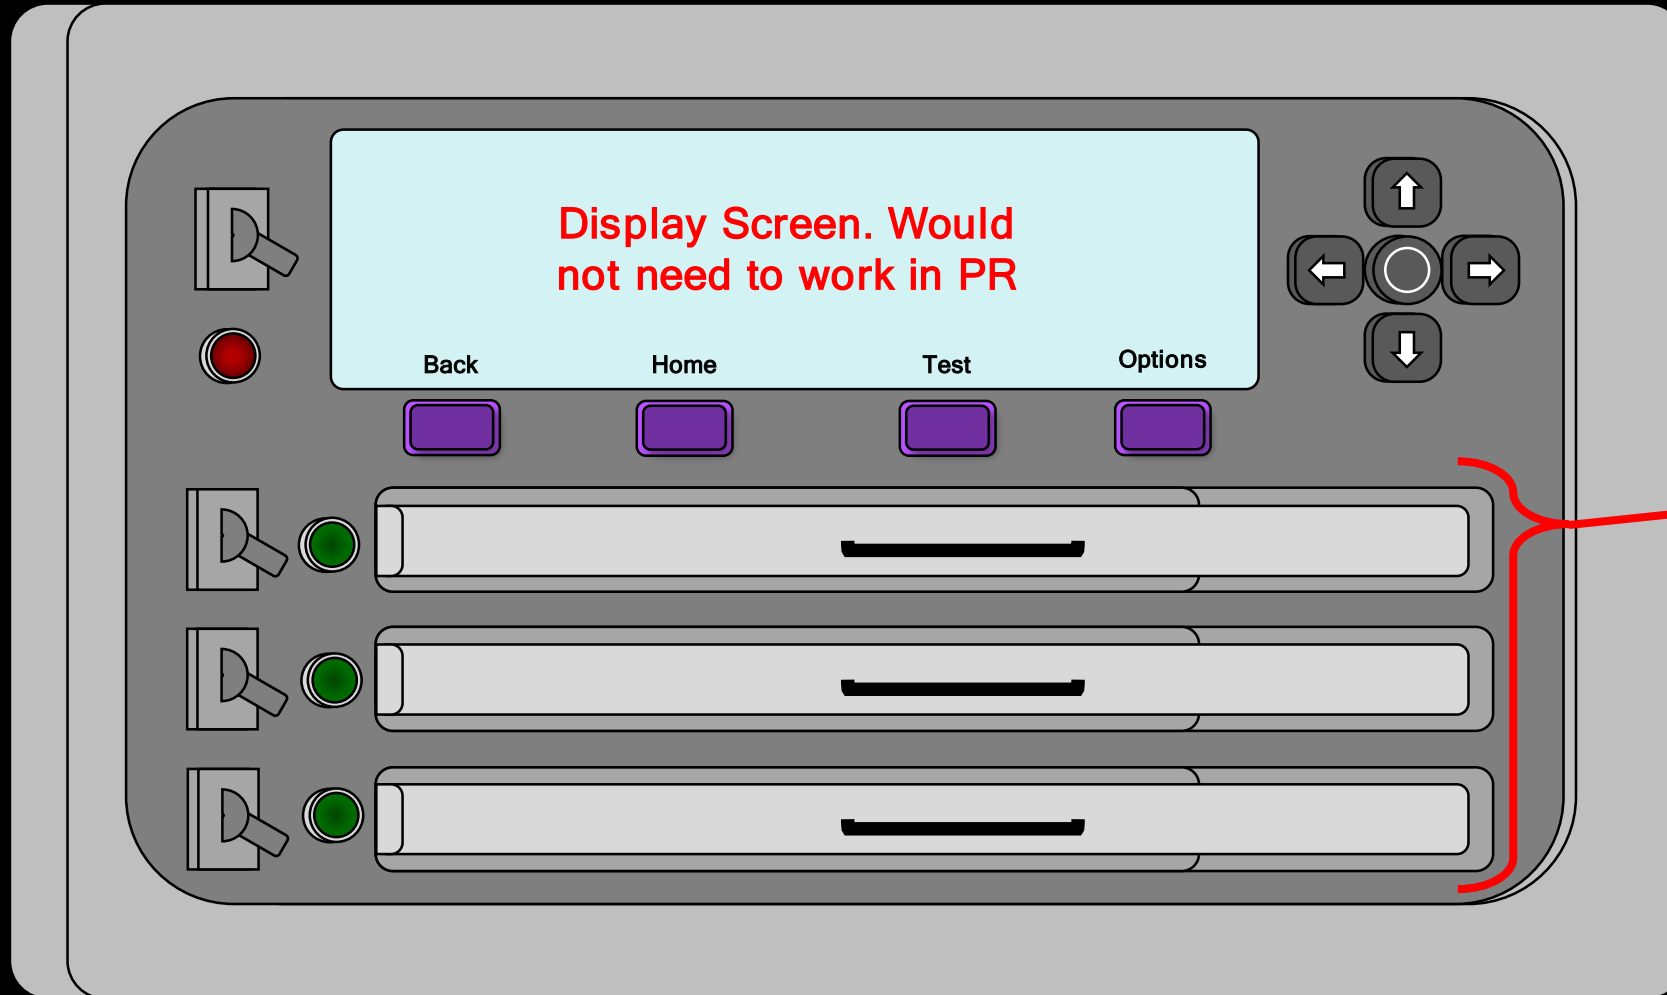 Display Screen. Would
not need to work in PR
Back Home Test Options